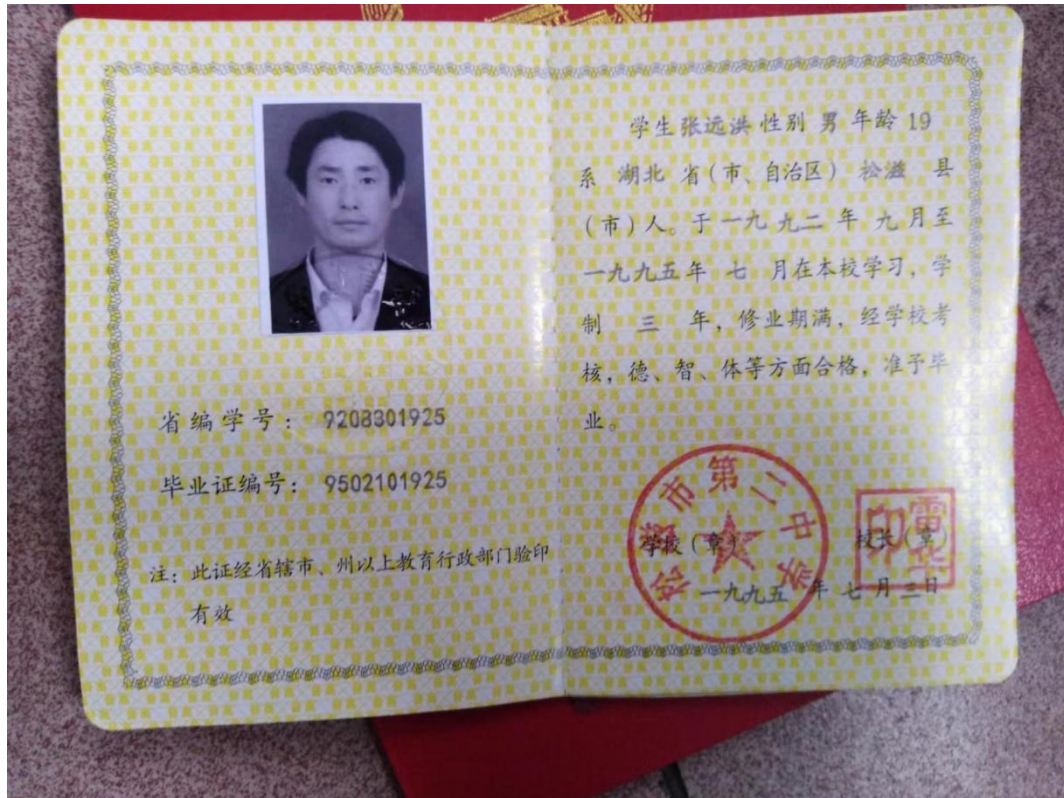 省编学号： 9208301925
毕业证编号： 9502101925
注：此证经省辖市、州以上教育行政部门验印
有效
学生张远洪 性别 男 年龄 19
系 湖北 省（市、自治区） 松滋 县
（市）人。于一九九二 年 九 月至
一九九五年 七 月在本校学习，学
制 三 年，修业期满，经学校考
核，德、智、体等方面合格，准予毕
业。
松滋市第二中学
学校（章） 校长（章）
一九九五 年 七 月 三日